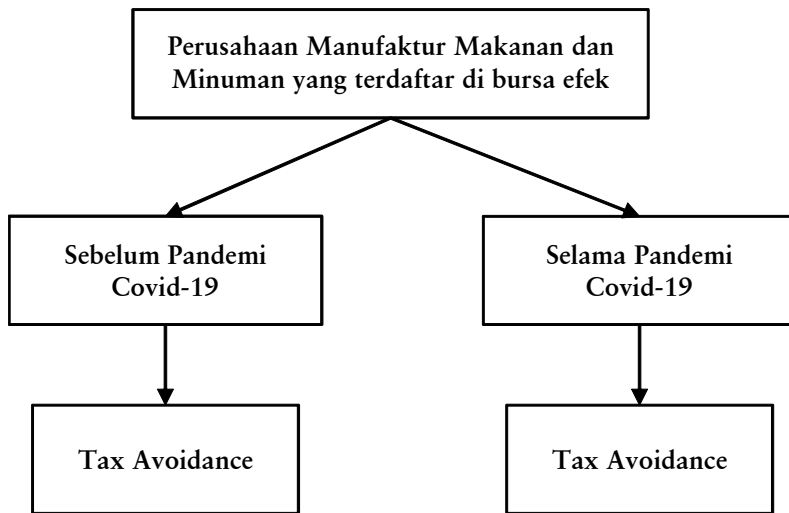 Perusahaan Manufaktur Makanan dan
Minuman yang terdaftar di bursa efek
Sebelum Pandemi
Covid-19
Selama Pandemi
Covid-19
Tax Avoidance
Tax Avoidance